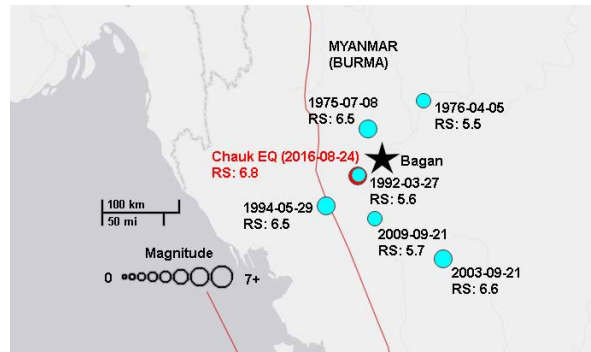 MYANMAR
(BURMA)
1975-07-08
RS: 6.5
1976-04-05
RS: 5.5
Chauk EQ (2016-08-24)
RS: 6.8
Bagan
1992-03-27
RS: 5.6
100 km
50 mi
1994-05-29
RS: 6.5
2009-09-21
RS: 5.7
Magnitude
0
7+
2003-09-21
RS: 6.6